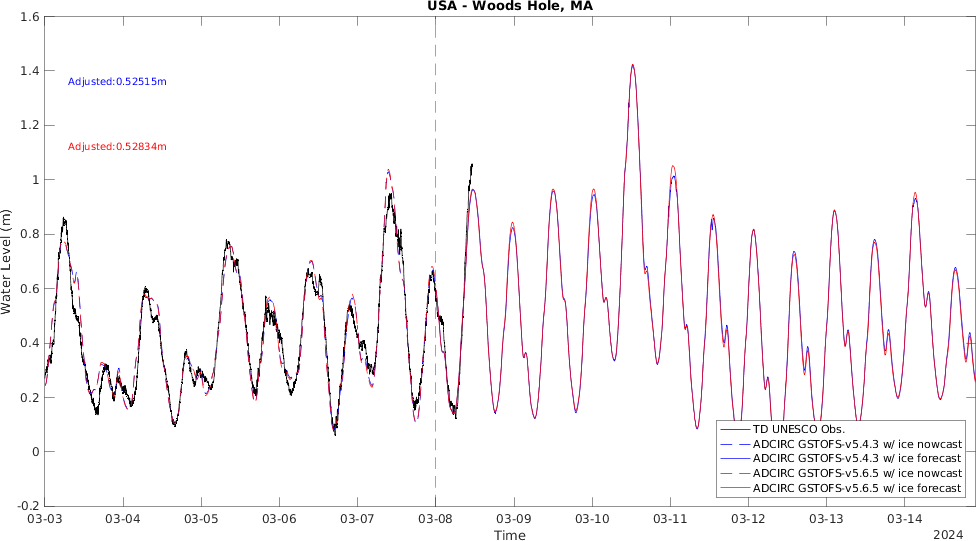 USA - Woods Hole, MA
1.6
1.4
1.2
1
0.8
0.6
0.4
0.2
0
-0.2
Water Level (m)
Adjusted:0.52515m
Adjusted:0.52834m
TD UNESCO Obs.
ADCIRC GSTOFS-v5.4.3 w/ ice nowcast
ADCIRC GSTOFS-v5.4.3 w/ ice forecast
ADCIRC GSTOFS-v5.6.5 w/ ice nowcast
ADCIRC GSTOFS-v5.6.5 w/ ice forecast
03-03 03-04 03-05 03-06 03-07 03-08 03-09 03-10 03-11 03-12 03-13 03-14
Time
2024